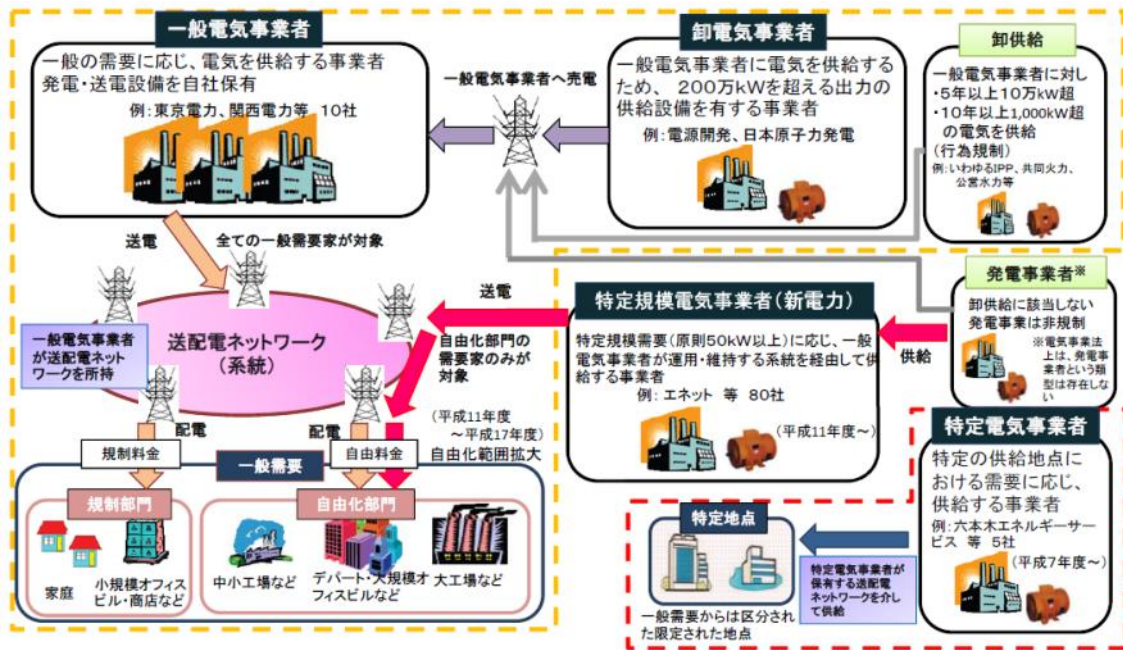 一般電気事業者
一般の需要に応じ、電気を供給する事業者
発電・送電設備を自社保有
例：東京電力、関西電力等 10社
一般電気事業者へ売電
卸電気事業者
一般電気事業者に電気を供給する
ため、200万kWを超える出力の
供給設備を有する事業者
例：電源開発、日本原子力発電
卸供給
一般電気事業者に対し
・5年以上10万kW超
・10年以上1,000kW超
の電気を供給
（行為規制）
例：いわゆるIPP、共同火力、
公営水力等
送電
全ての一般需要家が対象
一般電気事業者
が送配電ネット
ワークを所持
送配電ネットワーク
（系統）
送電
自由化部門の
需要家のみが
対象
（平成11年度
～平成17年度）
自由化範囲拡大
特定規模電気事業者（新電力）
特定規模需要（原則50kW以上）に応じ、一般
電気事業者が運用・維持する系統を経由して供
給する事業者
例：エネット 等 80社
（平成11年度～）
供給
発電事業者※
卸供給に該当しない
発電事業は非規制
※電気事業法
上は、発電事
業者という類
型は存在しな
い
配電
配電
規制料金
自由料金
一般需要
規制部門
自由化部門
家庭
小規模オフィス
ビル・商店など
中小工場など
デパート・大規模オ
フィスビルなど
大工場など
特定電気事業者
特定の供給地点に
おける需要に応じ、
供給する事業者
例：六本木エネルギーサー
ビス 等 5社
（平成7年度～）
特定地点
一般需要からは区分さ
れた限定された地点
特定電気事業者が
保有する送配電
ネットワークを介し
て供給